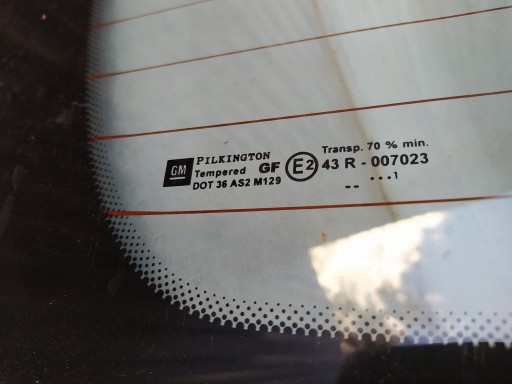 GM
PILKINGTON
Tempered GF
DOT 36 AS2 M129
E2
Transp. 70 % min.
43 R - 007023
-- ...1